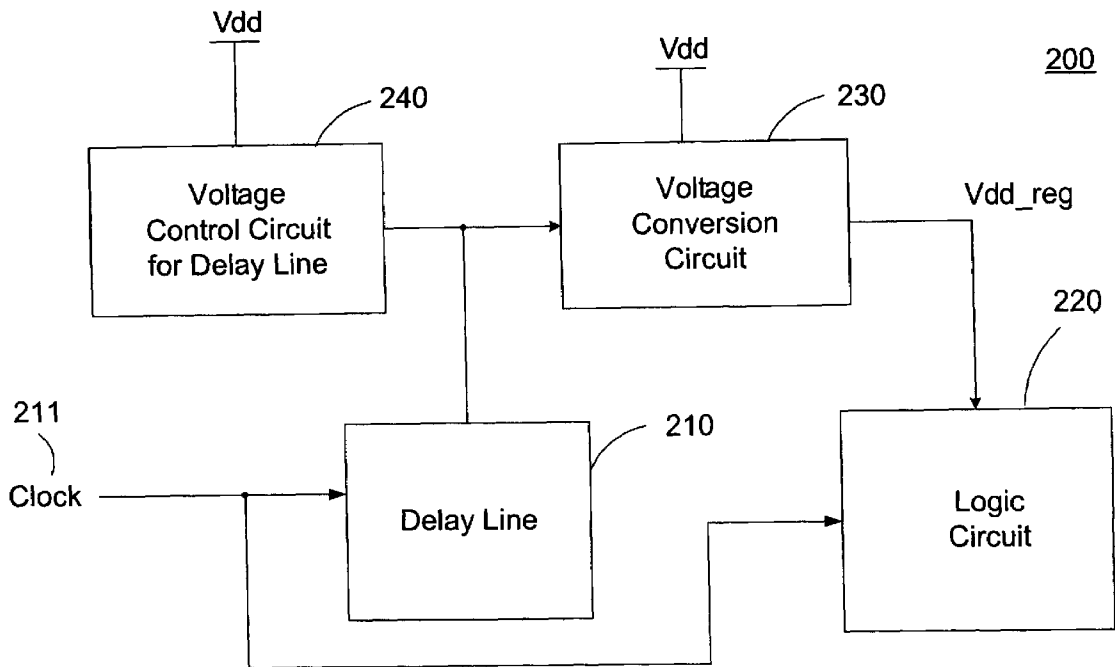 Vdd
Vdd
200
240
230
Voltage
Control Circuit
for Delay Line
Voltage
Conversion
Circuit
Vdd_reg
220
211
Clock
210
Delay Line
Logic
Circuit